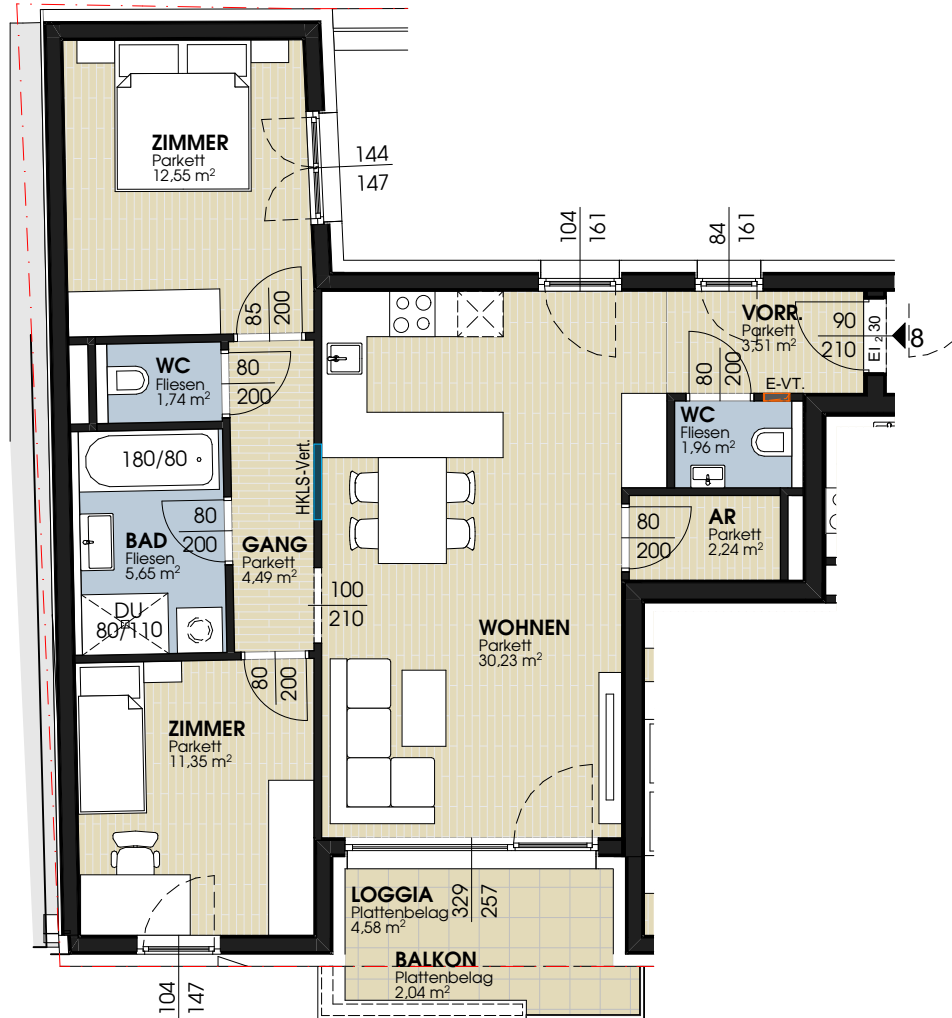 ZIMMER
Parkett
12,55 m²
144
147
104
161
84
161
85
200
VORR.
Parkett
3,51 m²
90
210
EI₂ 30
8
WC
Fliesen
1,74 m²
80
200
80
200
E-VT.
WC
Fliesen
1,96 m²
180/80
HKLS-Vert.
BAD
Fliesen
5,65 m²
80
200
GANG
Parkett
4,49 m²
80
200
AR
Parkett
2,24 m²
DU
80/110
100
210
WOHNEN
Parkett
30,23 m²
80
200
ZIMMER
Parkett
11,35 m²
LOGGIA
Plattenbelag
4,58 m²
329
257
BALKON
Plattenbelag
2,04 m²
104
147